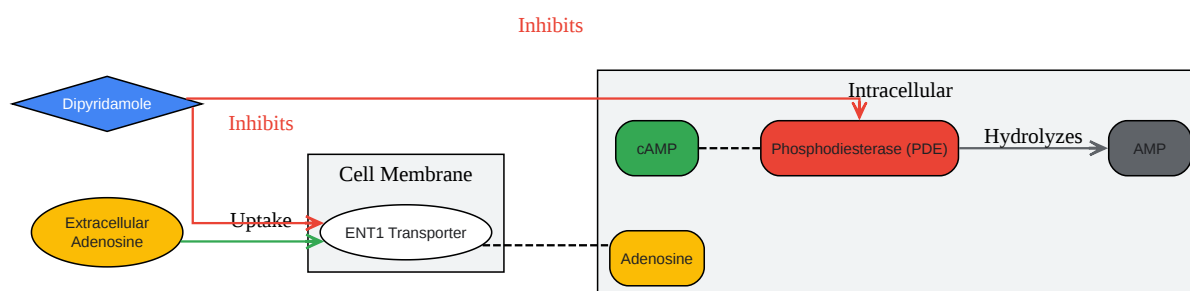 Inhibits
Intracellular
Dipyridamole
Inhibits
cAMP
Phosphodiesterase (PDE)
Hydrolyzes
AMP
Cell Membrane
Extracellular
Adenosine
Uptake
ENT1 Transporter
Adenosine